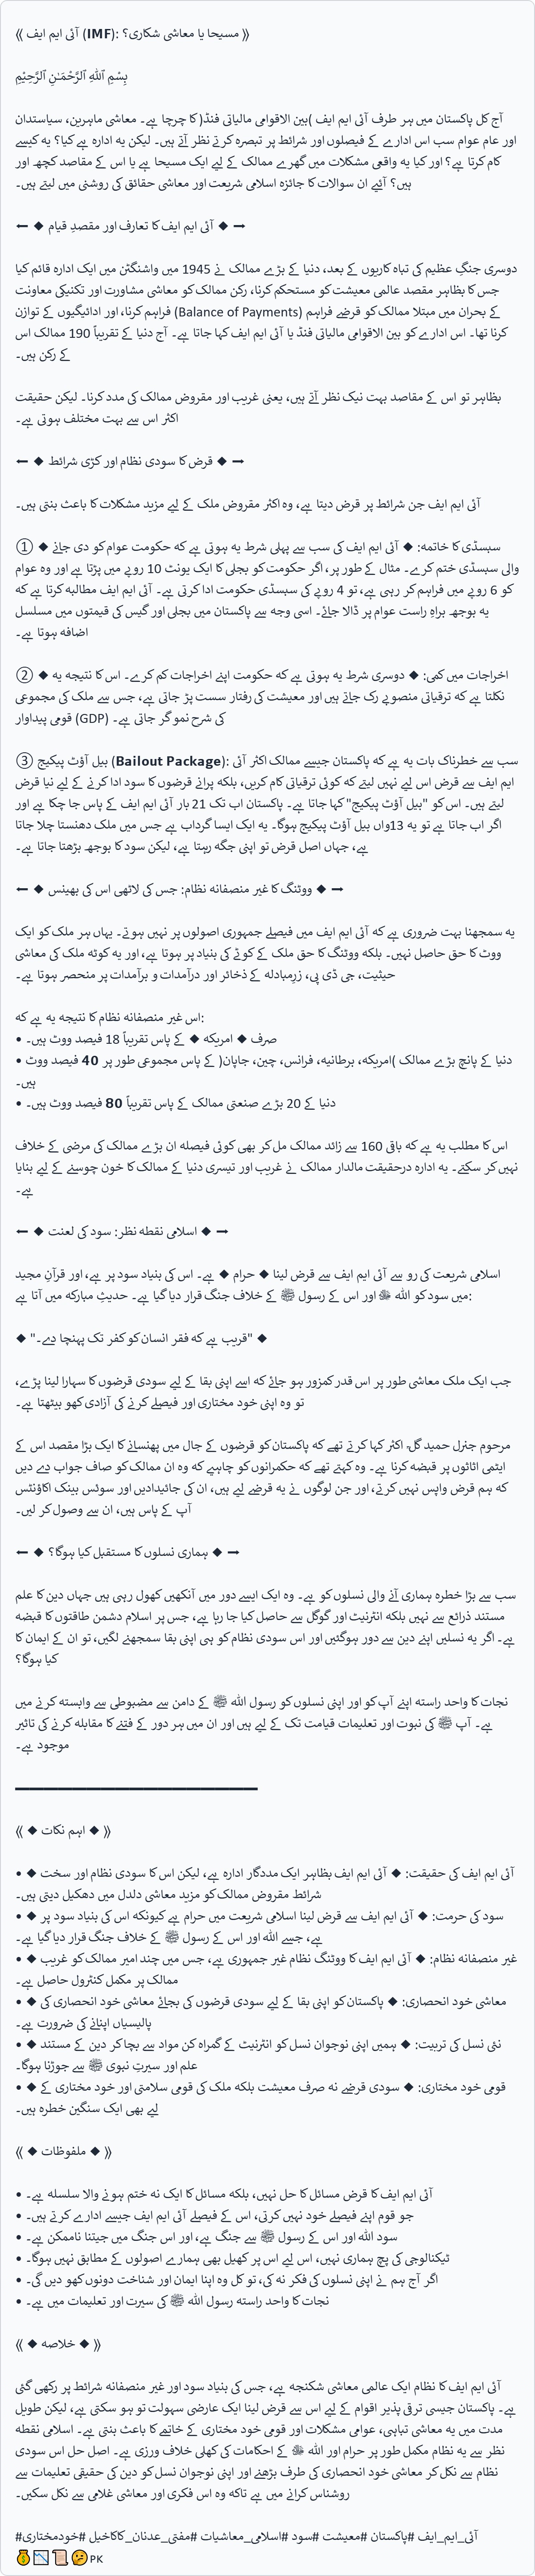 ⟪ آئی ایم ایف (IMF): مسیحا یا معاشی شکاری؟ ⟫
بِسْمِ ٱللَّٰهِ ٱلرَّحْمَـٰنِ ٱلرَّحِيْمِ
آج کل پاکستان میں ہر طرف آئی ایم ایف )بین الاقوامی مالیاتی فنڈ( کا چرچا ہے۔ معاشی ماہرین، سیاستدان
اور عام عوام سب اس ادارے کے فیصلوں اور شرائط پر تبصرہ کرتے نظر آتے ہیں۔ لیکن یہ ادارہ ہے کیا؟ یہ کیسے
کام کرتا ہے؟ اور کیا یہ واقعی مشکلات میں گھرے ممالک کے لیے ایک مسیحا ہے یا اس کے مقاصد کچھ اور
ہیں؟ آئیے ان سوالات کا جائزہ اسلامی شریعت اور معاشی حقائق کی روشنی میں لیتے ہیں۔
← ◆ آئی ایم ایف کا تعارف اور مقصدِ قیام ◆ →
دوسری جنگِ عظیم کی تباہ کاریوں کے بعد، دنیا کے بڑے ممالک نے 1945 میں واشنگٹن میں ایک ادارہ قائم کیا
جس کا بظاہر مقصد عالمی معیشت کو مستحکم کرنا، رکن ممالک کو معاشی مشاورت اور تکنیکی معاونت
فراہم کرنا، اور ادائیگیوں کے توازن (Balance of Payments) کے بحران میں مبتلا ممالک کو قرضے فراہم
کرنا تھا۔ اس ادارے کو بین الاقوامی مالیاتی فنڈ یا آئی ایم ایف کہا جاتا ہے۔ آج دنیا کے تقریباً 190 ممالک اس
کے رکن ہیں۔
بظاہر تو اس کے مقاصد بہت نیک نظر آتے ہیں، یعنی غریب اور مقروض ممالک کی مدد کرنا۔ لیکن حقیقت
اکثر اس سے بہت مختلف ہوتی ہے۔
← ◆ قرض کا سودی نظام اور کڑی شرائط ◆ →
آئی ایم ایف جن شرائط پر قرض دیتا ہے، وہ اکثر مقروض ملک کے لیے مزید مشکلات کا باعث بنتی ہیں۔
① ◆ سبسڈی کا خاتمہ: ◆ آئی ایم ایف کی سب سے پہلی شرط یہ ہوتی ہے کہ حکومت عوام کو دی جانے
والی سبسڈی ختم کرے۔ مثال کے طور پر، اگر حکومت کو بجلی کا ایک یونٹ 10 روپے میں پڑتا ہے اور وہ عوام
کو 6 روپے میں فراہم کر رہی ہے، تو 4 روپے کی سبسڈی حکومت ادا کرتی ہے۔ آئی ایم ایف مطالبہ کرتا ہے کہ
یہ بوجھ براہِ راست عوام پر ڈالا جائے۔ اسی وجہ سے پاکستان میں بجلی اور گیس کی قیمتوں میں مسلسل
اضافہ ہوتا ہے۔
② ◆ اخراجات میں کمی: ◆ دوسری شرط یہ ہوتی ہے کہ حکومت اپنے اخراجات کم کرے۔ اس کا نتیجہ یہ
نکلتا ہے کہ ترقیاتی منصوبے رک جاتے ہیں اور معیشت کی رفتار سست پڑ جاتی ہے، جس سے ملک کی مجموعی
قومی پیداوار (GDP) کی شرح نمو گر جاتی ہے۔
③ بیل آؤٹ پیکیج (Bailout Package): سب سے خطرناک بات یہ ہے کہ پاکستان جیسے ممالک اکثر آئی
ایم ایف سے قرض اس لیے نہیں لیتے کہ کوئی ترقیاتی کام کریں، بلکہ پرانے قرضوں کا سود ادا کرنے کے لیے نیا قرض
لیتے ہیں۔ اس کو "بیل آؤٹ پیکیج" کہا جاتا ہے۔ پاکستان اب تک 21 بار آئی ایم ایف کے پاس جا چکا ہے اور
اگر اب جاتا ہے تو یہ 13واں بیل آؤٹ پیکیج ہوگا۔ یہ ایک ایسا گرداب ہے جس میں ملک دھنستا چلا جاتا
ہے، جہاں اصل قرض تو اپنی جگہ رہتا ہے، لیکن سود کا بوجھ بڑھتا جاتا ہے۔
← ◆ ووٹنگ کا غیر منصفانہ نظام: جس کی لاٹھی اس کی بھینس ◆ →
یہ سمجھنا بہت ضروری ہے کہ آئی ایم ایف میں فیصلے جمہوری اصولوں پر نہیں ہوتے۔ یہاں ہر ملک کو ایک
ووٹ کا حق حاصل نہیں۔ بلکہ ووٹنگ کا حق ملک کے کوٹے کی بنیاد پر ہوتا ہے، اور یہ کوٹہ ملک کی معاشی
حیثیت، جی ڈی پی، زرِمبادلہ کے ذخائر اور درآمدات و برآمدات پر منحصر ہوتا ہے۔
اس غیر منصفانہ نظام کا نتیجہ یہ ہے کہ:
• صرف ◆ امریکہ ◆ کے پاس تقریباً 18 فیصد ووٹ ہیں۔
• دنیا کے پانچ بڑے ممالک )امریکہ، برطانیہ، فرانس، چین، جاپان( کے پاس مجموعی طور پر 40 فیصد ووٹ
ہیں۔
• دنیا کے 20 بڑے صنعتی ممالک کے پاس تقریباً 80 فیصد ووٹ ہیں۔
اس کا مطلب یہ ہے کہ باقی 160 سے زائد ممالک مل کر بھی کوئی فیصلہ ان بڑے ممالک کی مرضی کے خلاف
نہیں کر سکتے۔ یہ ادارہ درحقیقت مالدار ممالک نے غریب اور تیسری دنیا کے ممالک کا خون چوسنے کے لیے بنایا
ہے۔
← ◆ اسلامی نقطہ نظر: سود کی لعنت ◆ →
اسلامی شریعت کی رو سے آئی ایم ایف سے قرض لینا ◆ حرام ◆ ہے۔ اس کی بنیاد سود پر ہے، اور قرآنِ مجید
میں سود کو اللہ ﷻ اور اس کے رسول ﷺ کے خلاف جنگ قرار دیا گیا ہے۔ حدیثِ مبارکہ میں آتا ہے:
◆ "قریب ہے کہ فقر انسان کو کفر تک پہنچا دے۔" ◆
جب ایک ملک معاشی طور پر اس قدر کمزور ہو جائے کہ اسے اپنی بقا کے لیے سودی قرضوں کا سہارا لینا پڑے،
تو وہ اپنی خود مختاری اور فیصلے کرنے کی آزادی کھو بیٹھتا ہے۔
مرحوم جنرل حمید گل، اکثر کہا کرتے تھے کہ پاکستان کو قرضوں کے جال میں پھنسانے کا ایک بڑا مقصد اس کے
ایٹمی اثاثوں پر قبضہ کرنا ہے۔ وہ کہتے تھے کہ حکمرانوں کو چاہیے کہ وہ ان ممالک کو صاف جواب دے دیں
کہ ہم قرض واپس نہیں کرتے، اور جن لوگوں نے یہ قرضے لیے ہیں، ان کی جائیدادیں اور سوئس بینک اکاؤنٹس
آپ کے پاس ہیں، ان سے وصول کر لیں۔
← ◆ ہماری نسلوں کا مستقبل کیا ہوگا؟ ◆ →
سب سے بڑا خطرہ ہماری آنے والی نسلوں کو ہے۔ وہ ایک ایسے دور میں آنکھیں کھول رہی ہیں جہاں دین کا علم
مستند ذرائع سے نہیں بلکہ انٹرنیٹ اور گوگل سے حاصل کیا جا رہا ہے، جس پر اسلام دشمن طاقتوں کا قبضہ
ہے۔ اگر یہ نسلیں اپنے دین سے دور ہوگئیں اور اس سودی نظام کو ہی اپنی بقا سمجھنے لگیں، تو ان کے ایمان کا
کیا ہوگا؟
نجات کا واحد راستہ اپنے آپ کو اور اپنی نسلوں کو رسول اللہ ﷺ کے دامن سے مضبوطی سے وابستہ کرنے میں
ہے۔ آپ ﷺ کی نبوت اور تعلیمات قیامت تک کے لیے ہیں اور ان میں ہر دور کے فتنے کا مقابلہ کرنے کی تاثیر
موجود ہے۔
⟪ ◆ اہم نکات ◆ ⟫
• ◆ آئی ایم ایف کی حقیقت: ◆ آئی ایم ایف بظاہر ایک مددگار ادارہ ہے، لیکن اس کا سودی نظام اور سخت
شرائط مقروض ممالک کو مزید معاشی دلدل میں دھکیل دیتی ہیں۔
• ◆ سود کی حرمت: ◆ آئی ایم ایف سے قرض لینا اسلامی شریعت میں حرام ہے کیونکہ اس کی بنیاد سود پر
ہے، جسے اللہ اور اس کے رسول ﷺ کے خلاف جنگ قرار دیا گیا ہے۔
• ◆ غیر منصفانہ نظام: ◆ آئی ایم ایف کا ووٹنگ نظام غیر جمہوری ہے، جس میں چند امیر ممالک کو غریب
ممالک پر مکمل کنٹرول حاصل ہے۔
• ◆ معاشی خود انحصاری: ◆ پاکستان کو اپنی بقا کے لیے سودی قرضوں کی بجائے معاشی خود انحصاری کی
پالیسیاں اپنانے کی ضرورت ہے۔
• ◆ نئی نسل کی تربیت: ◆ ہمیں اپنی نوجوان نسل کو انٹرنیٹ کے گمراہ کن مواد سے بچا کر دین کے مستند
علم اور سیرتِ نبوی ﷺ سے جوڑنا ہوگا۔
• ◆ قومی خود مختاری: ◆ سودی قرضے نہ صرف معیشت بلکہ ملک کی قومی سلامتی اور خود مختاری کے
لیے بھی ایک سنگین خطرہ ہیں۔
⟪ ◆ ملفوظات ◆ ⟫
• آئی ایم ایف کا قرض مسائل کا حل نہیں، بلکہ مسائل کا ایک نہ ختم ہونے والا سلسلہ ہے۔
• جو قوم اپنے فیصلے خود نہیں کرتی، اس کے فیصلے آئی ایم ایف جیسے ادارے کرتے ہیں۔
• سود اللہ اور اس کے رسول ﷺ سے جنگ ہے، اور اس جنگ میں جیتنا ناممکن ہے۔
• ٹیکنالوجی کی پچ ہماری نہیں، اس لیے اس پر کھیل بھی ہمارے اصولوں کے مطابق نہیں ہوگا۔
• اگر آج ہم نے اپنی نسلوں کی فکر نہ کی، تو کل وہ اپنا ایمان اور شناخت دونوں کھو دیں گی۔
• نجات کا واحد راستہ رسول اللہ ﷺ کی سیرت اور تعلیمات میں ہے۔
⟪ ◆ خلاصہ ◆ ⟫
آئی ایم ایف کا نظام ایک عالمی معاشی شکنجہ ہے، جس کی بنیاد سود اور غیر منصفانہ شرائط پر رکھی گئی
ہے۔ پاکستان جیسی ترقی پذیر اقوام کے لیے اس سے قرض لینا ایک عارضی سہولت تو ہو سکتی ہے، لیکن طویل
مدت میں یہ معاشی تباہی، عوامی مشکلات اور قومی خود مختاری کے خاتمے کا باعث بنتی ہے۔ اسلامی نقطہ
نظر سے یہ نظام مکمل طور پر حرام اور اللہ ﷻ کے احکامات کی کھلی خلاف ورزی ہے۔ اصل حل اس سودی
نظام سے نکل کر معاشی خود انحصاری کی طرف بڑھنے اور اپنی نوجوان نسل کو دین کی حقیقی تعلیمات سے
روشناس کرانے میں ہے تاکہ وہ اس فکری اور معاشی غلامی سے نکل سکیں۔
#آئی_ایم_ایف #پاکستان #معیشت #سود #اسلامی_معاشیات #مفتی_عدنان_کاکاخیل #خودمختاری
💰📉📜🤔PK